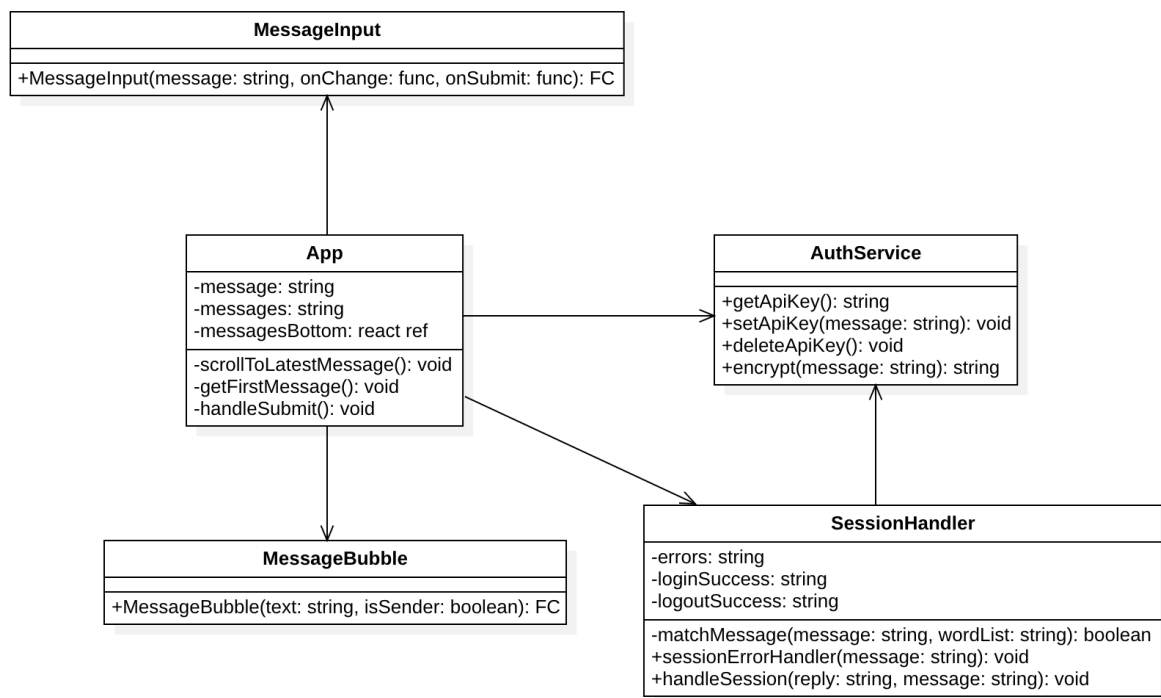 MessageInput
+MessageInput(message: string, onChange: func, onSubmit: func): FC
App
-message: string
-messages: string
-messagesBottom: react ref
-scrollToLatestMessage(): void
-getFirstMessage(): void
-handleSubmit(): void
AuthService
+getApiKey(): string
+setApiKey(message: string): void
+deleteApiKey(): void
+encrypt(message: string): string
MessageBubble
+MessageBubble(text: string, isSender: boolean): FC
SessionHandler
-errors: string
-loginSuccess: string
-logoutSuccess: string
-matchMessage(message: string, wordList: string): boolean
+sessionErrorHandler(message: string): void
+handleSession(reply: string, message: string): void